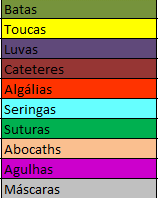 Batas
Toucas
Luvas
Cateteres
Algálias
Seringas
Suturas
Abocaths
Agulhas
Máscaras